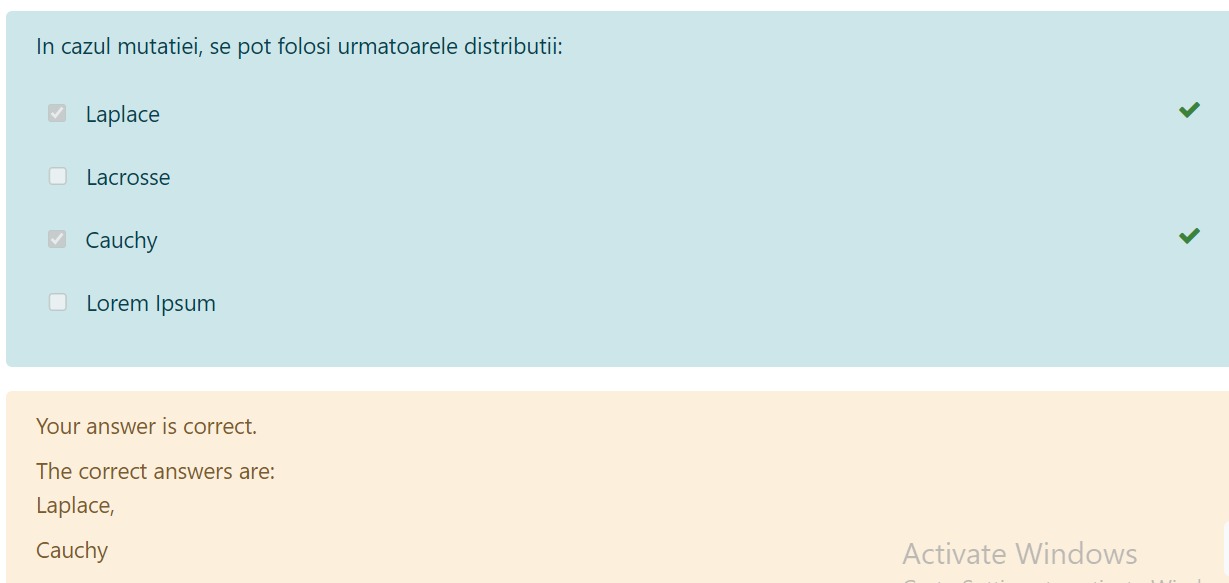 In cazul mutatiei, se pot folosi urmatoarele distributii:
Laplace
Lacrosse
Cauchy
Lorem Ipsum
Your answer is correct.
The correct answers are:
Laplace,
Cauchy
Activate Windows